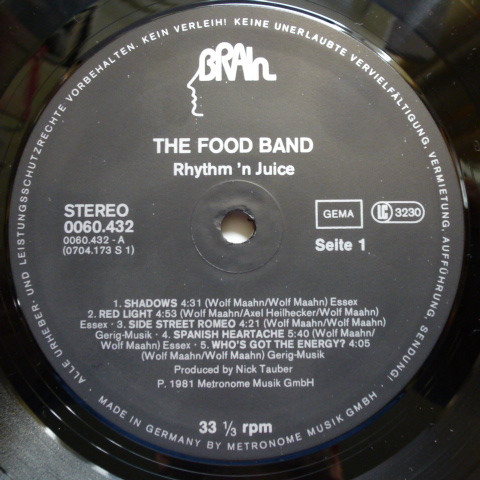 ALLE URHEBER- UND LEISTUNGSSCHUTZRECHTE VORBEHALTEN. KEIN VERLEIH! KEINE UNERLAUBTE VERVIELFÄLTIGUNG, VERMIETUNG, AUFFÜHRUNG, SENDUNG!
BRAIN
THE FOOD BAND
Rhythm 'n Juice
STEREO
0060.432
0060.432 - A
(0704.173 S 1)
GEMA
LC 3230
Seite 1
1. SHADOWS 4:31 (Wolf Maahn/Wolf Maahn) Essex
2. RED LIGHT 4:53 (Wolf Maahn/Axel Heilhecker/Wolf Maahn)
Essex · 3. SIDE STREET ROMEO 4:21 (Wolf Maahn/Wolf Maahn)
Gerig-Musik · 4. SPANISH HEARTACHE 5:40 (Wolf Maahn/
Wolf Maahn) Essex · 5. WHO'S GOT THE ENERGY? 4:05
(Wolf Maahn/Wolf Maahn) Gerig-Musik
Produced by Nick Tauber
P. 1981 Metronome Musik GmbH
33 1/3 rpm
MADE IN GERMANY BY METRONOME MUSIK GMBH ·